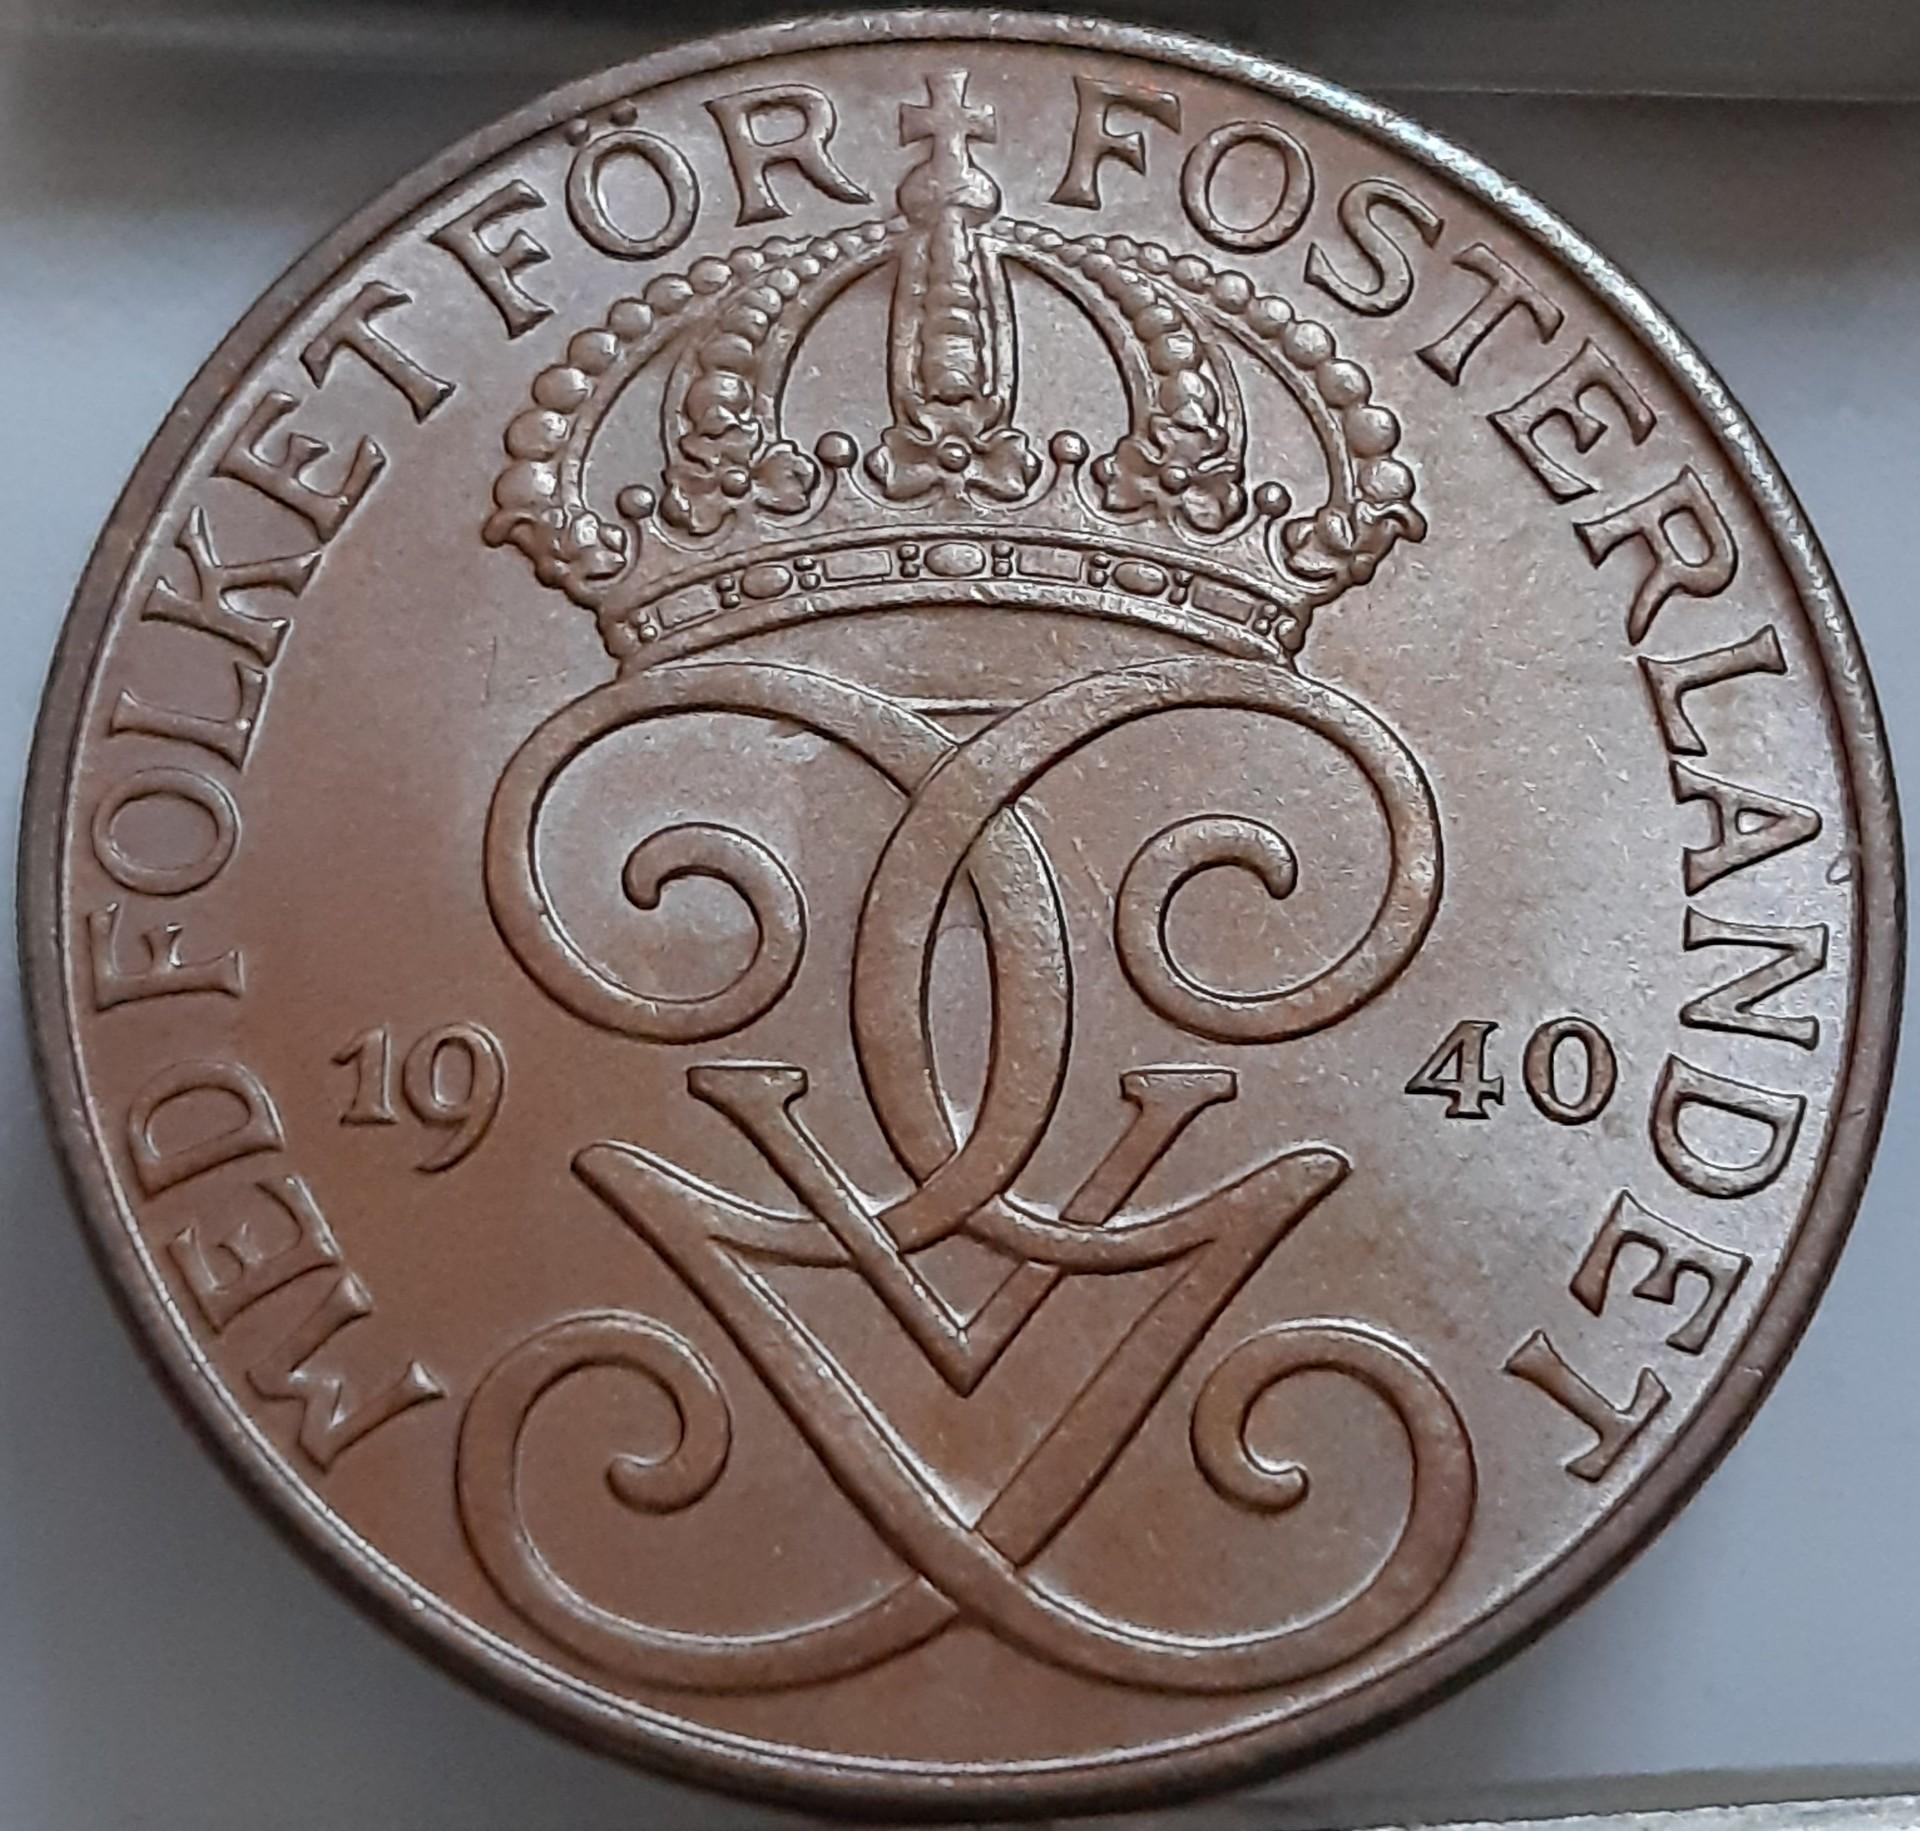 MED FOLKET FÖR FOSTERLANDET
19 40